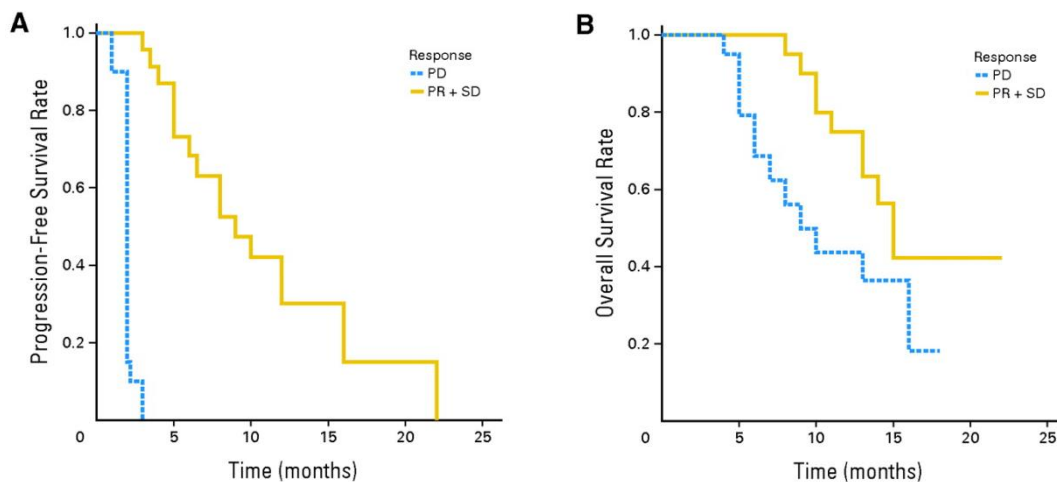 A
Progression-Free Survival Rate
1.0
0.8
0.6
0.4
0.2
0
5
10
15
20
25
Time (months)
Response
PD
PR + SD
B
Overall Survival Rate
1.0
0.8
0.6
0.4
0.2
0
5
10
15
20
25
Time (months)
Response
PD
PR + SD